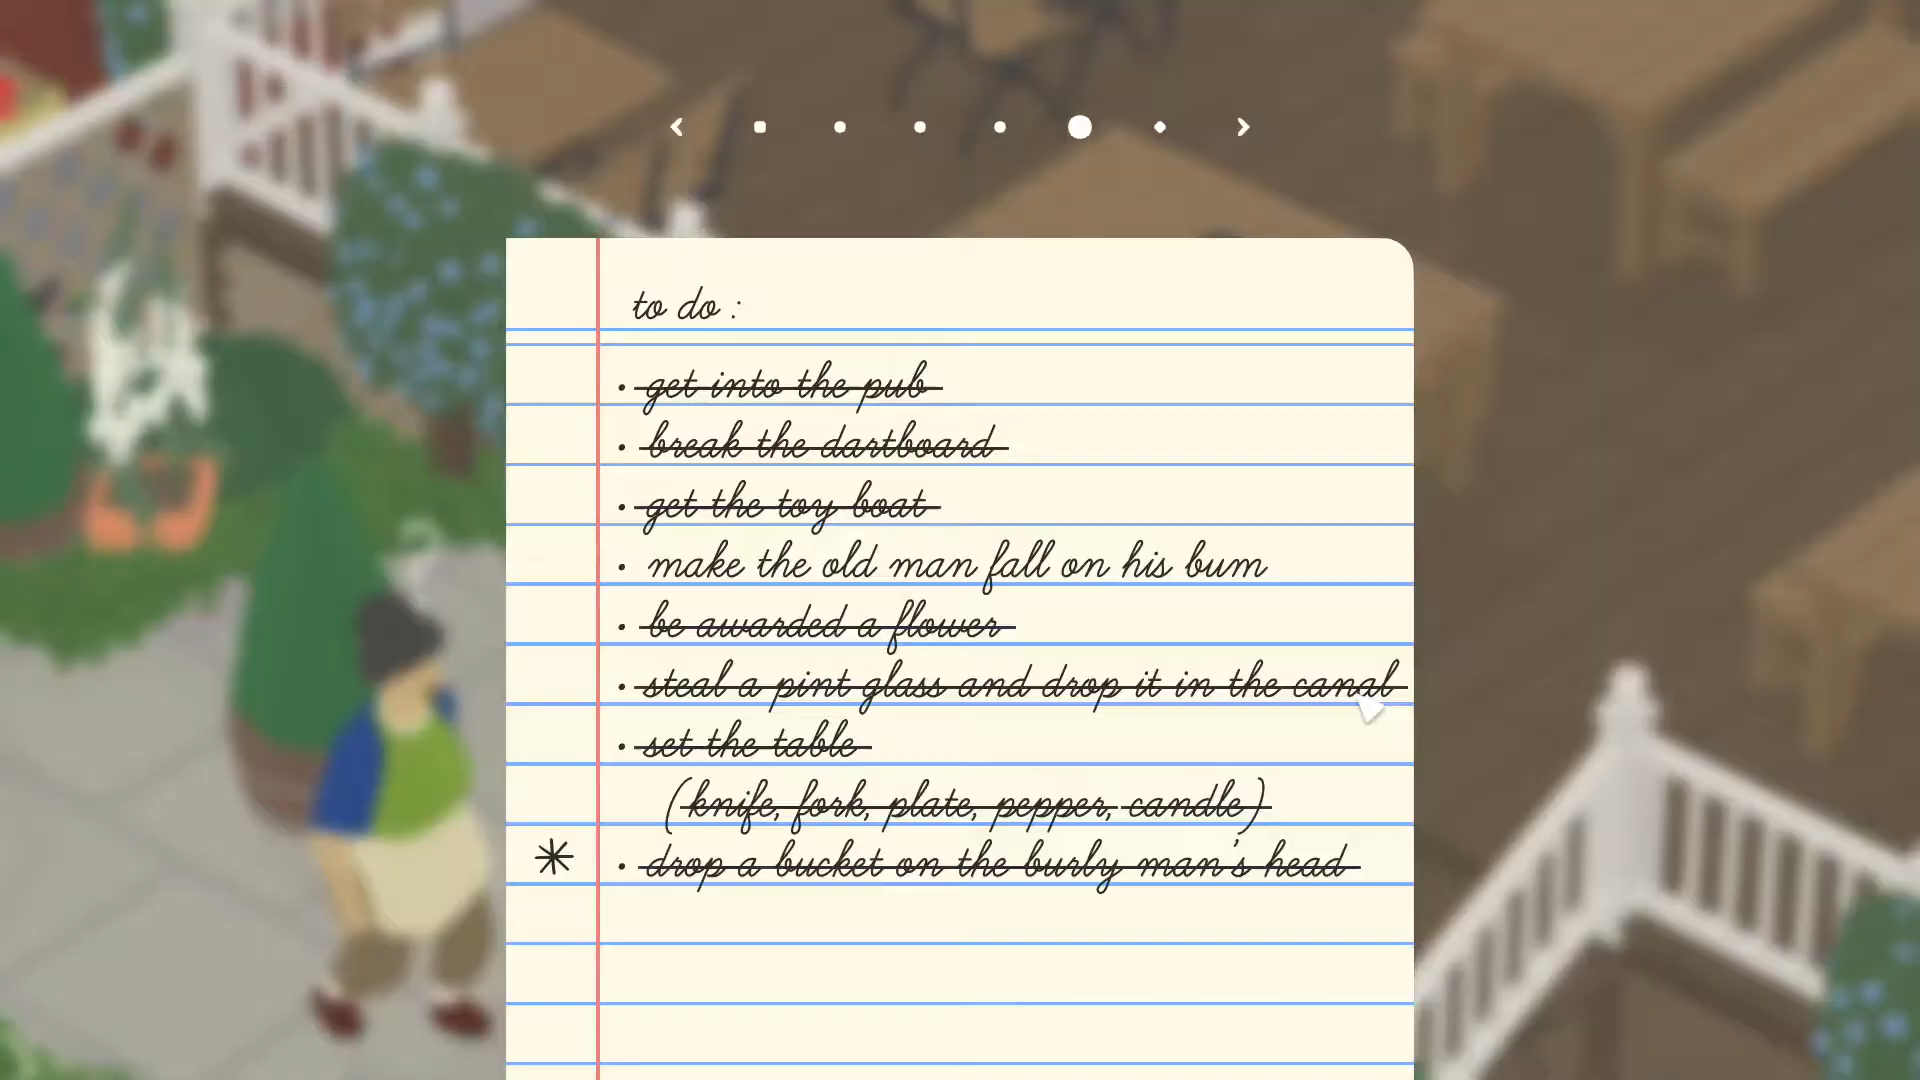 to do :
• get into the pub
• break the dartboard
• get the toy boat
• make the old man fall on his bum
• be awarded a flower
• steal a pint glass and drop it in the canal
• set the table
(knife, fork, plate, pepper, candle)
• drop a bucket on the burly man's head